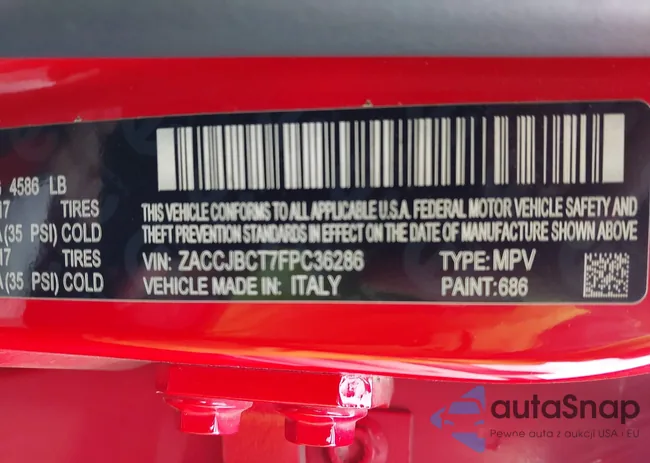 4586 LB
17 TIRES
(35 PSI) COLD
17 TIRES
(35 PSI) COLD
THIS VEHICLE CONFORMS TO ALL APPLICABLE U.S.A. FEDERAL MOTOR VEHICLE SAFETY AND
THEFT PREVENTION STANDARDS IN EFFECT ON THE DATE OF MANUFACTURE SHOWN ABOVE
VIN: ZACCJBCT7FPC36286 TYPE: MPV
VEHICLE MADE IN: ITALY PAINT:686
autaSnap
Pewne auta z aukcji USA i EU